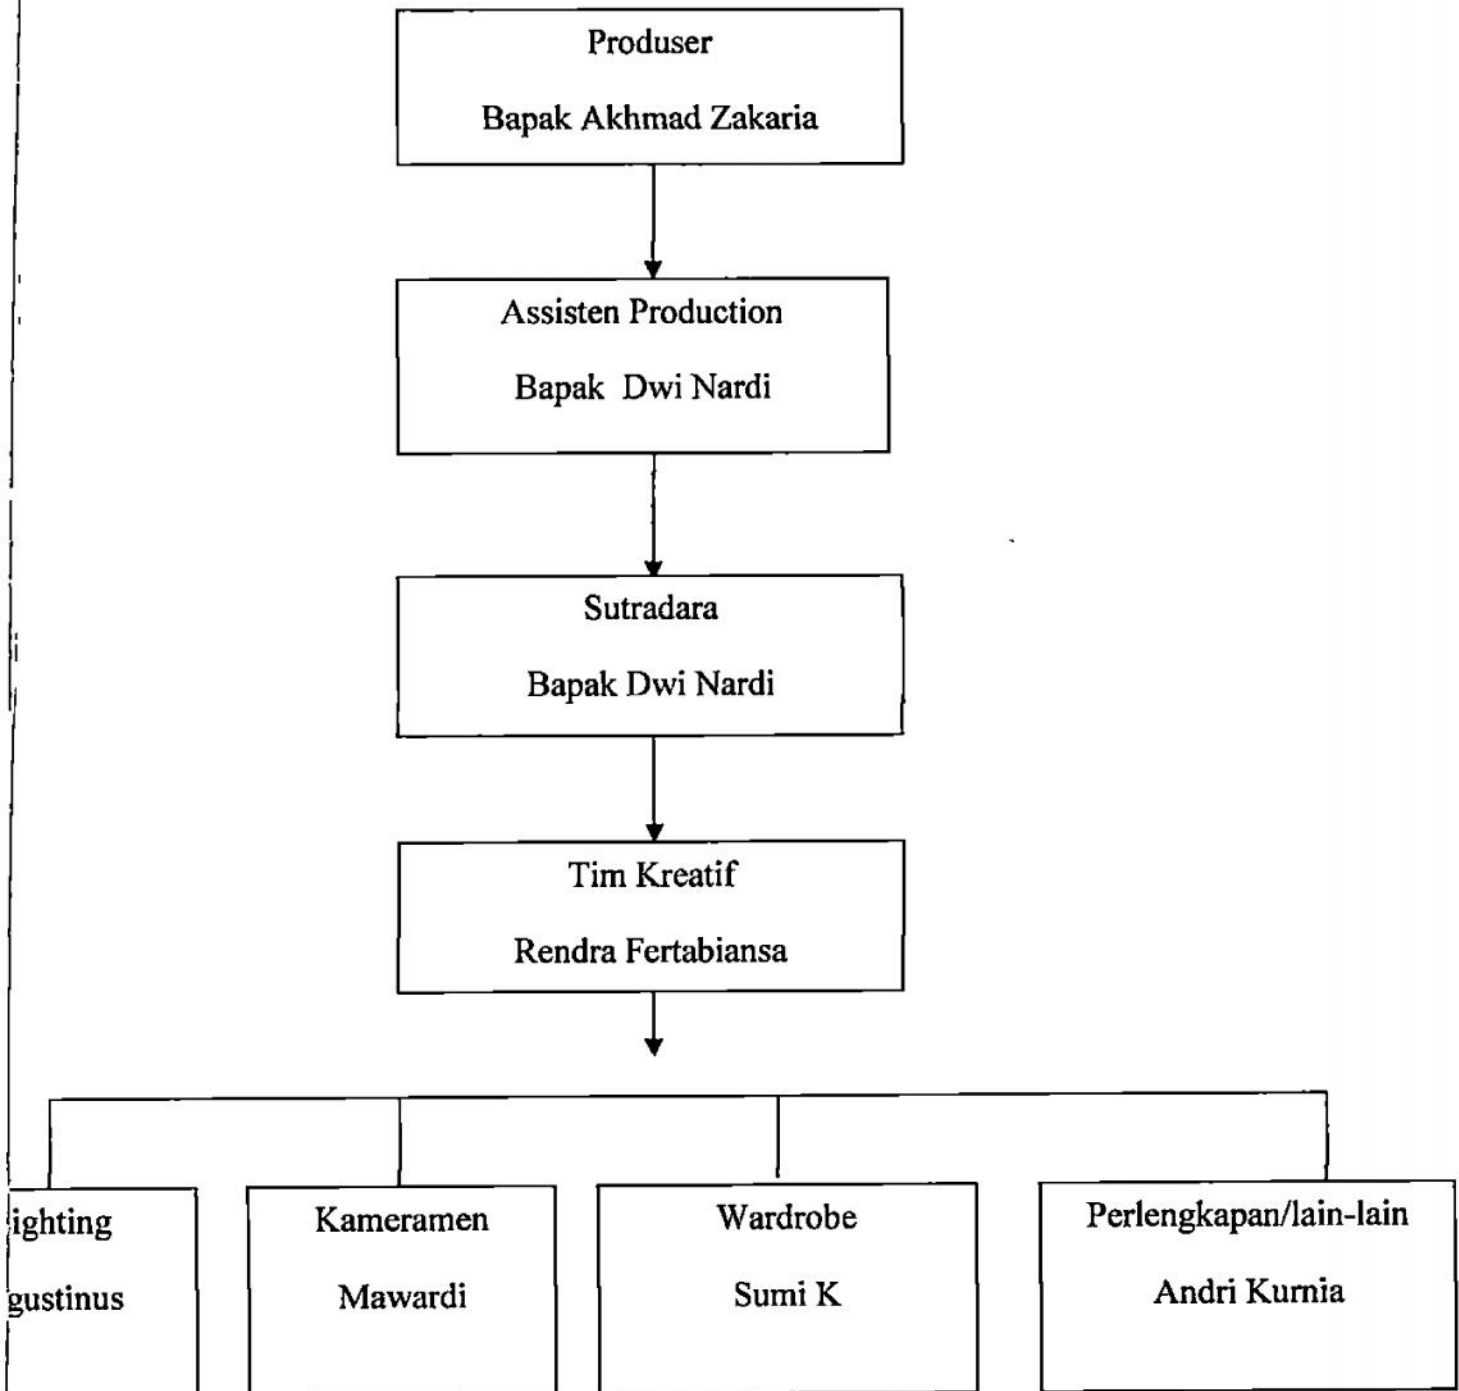 Produser
Bapak Akhmad Zakaria
Assisten Production
Bapak Dwi Nardi
Sutradara
Bapak Dwi Nardi
Tim Kreatif
Rendra Fertabiansa
ighting
gustinus
Kameramen
Mawardi
Wardrobe
Sumi K
Perlengkapan/lain-lain
Andri Kurnia